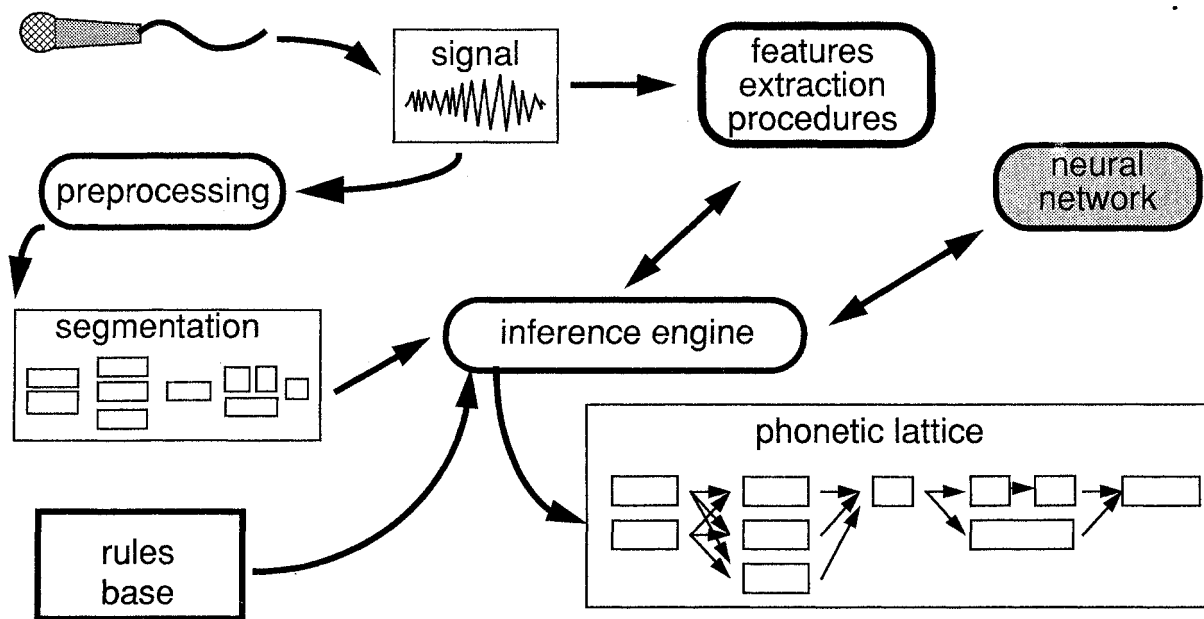 signal
features
extraction
procedures
preprocessing
neural
network
segmentation
inference engine
phonetic lattice
rules
base